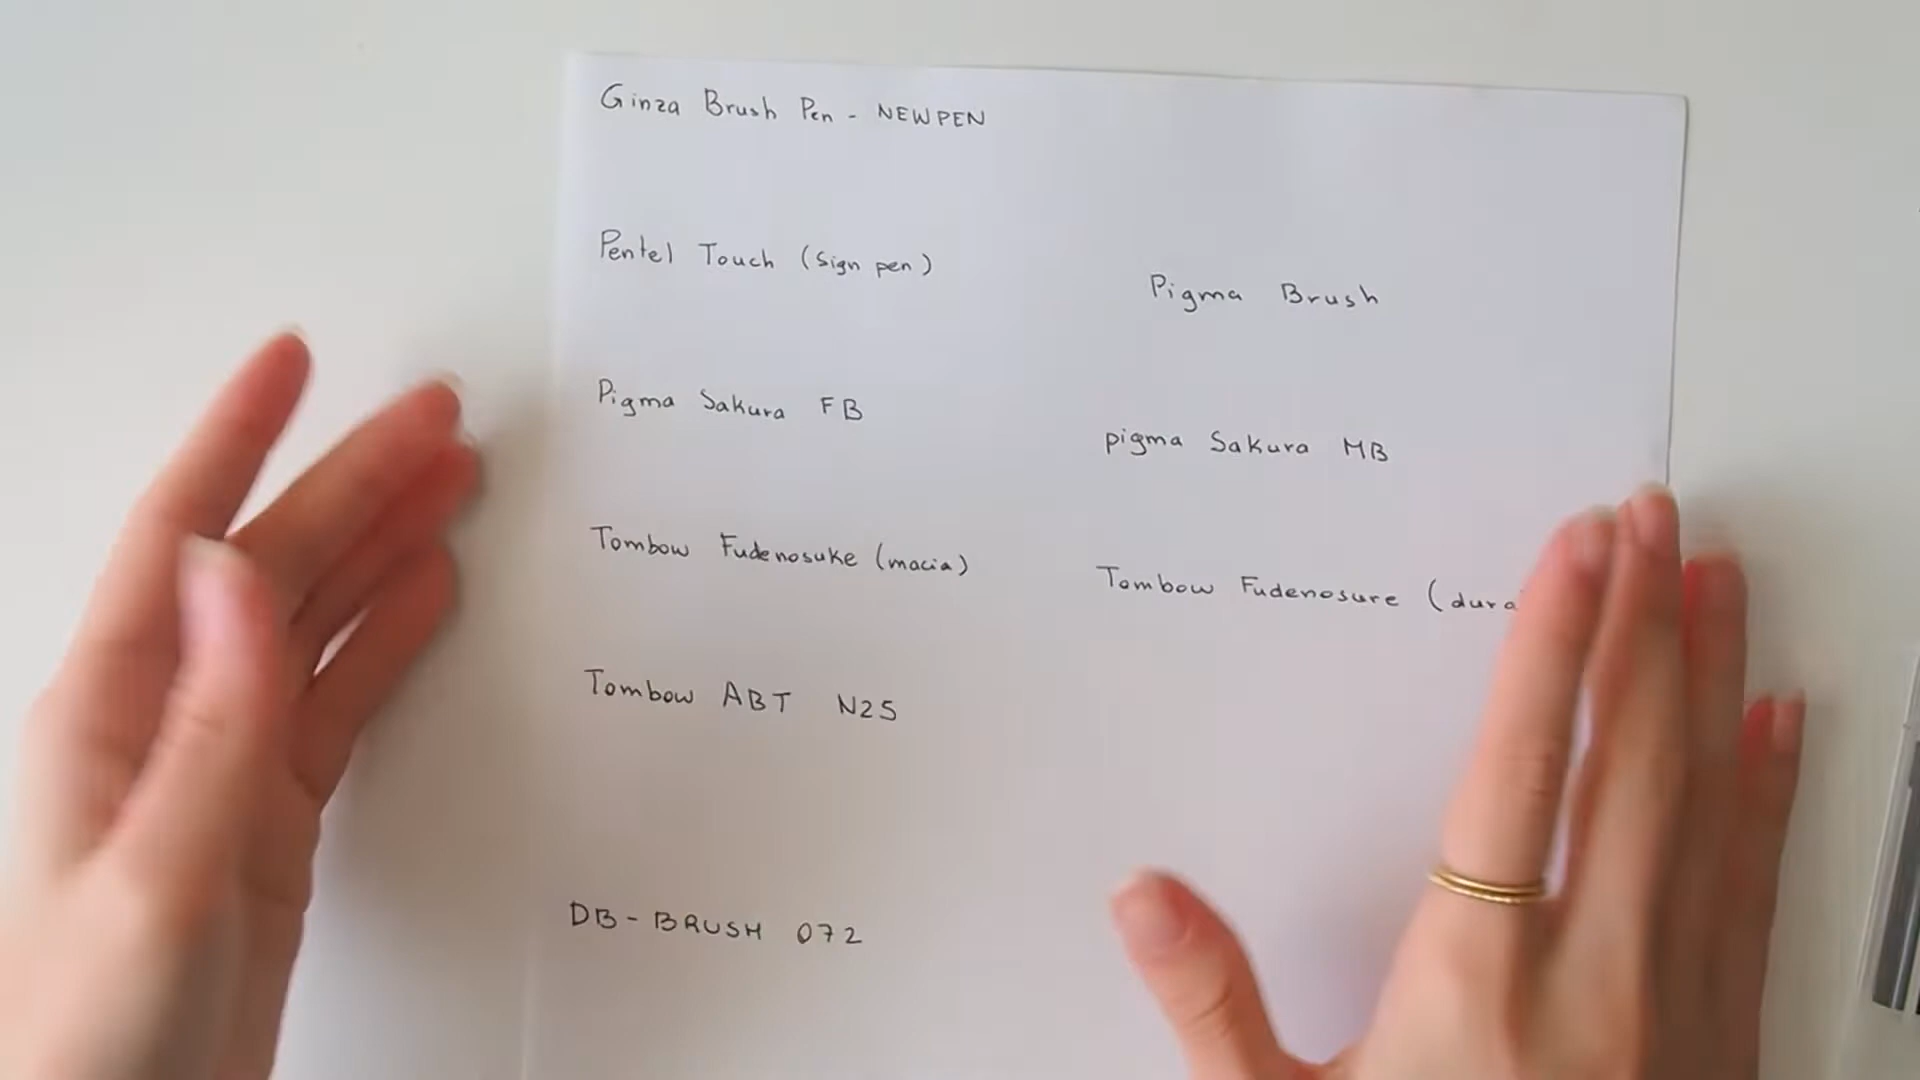 Ginza Brush Pen - NEWPEN
Pentel Touch (sign pen)
Pigma Brush
Pigma Sakura FB
pigma Sakura MB
Tombow Fudenosuke (macia)
Tombow Fudenosure (dura
Tombow ABT N25
DB-BRUSH 072